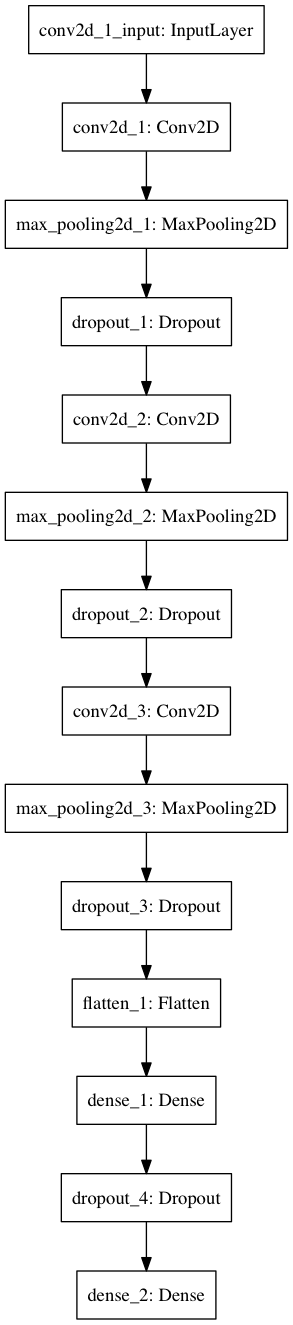 conv2d_1_input: InputLayer
conv2d_1: Conv2D
max_pooling2d_1: MaxPooling2D
dropout_1: Dropout
conv2d_2: Conv2D
max_pooling2d_2: MaxPooling2D
dropout_2: Dropout
conv2d_3: Conv2D
max_pooling2d_3: MaxPooling2D
dropout_3: Dropout
flatten_1: Flatten
dense_1: Dense
dropout_4: Dropout
dense_2: Dense